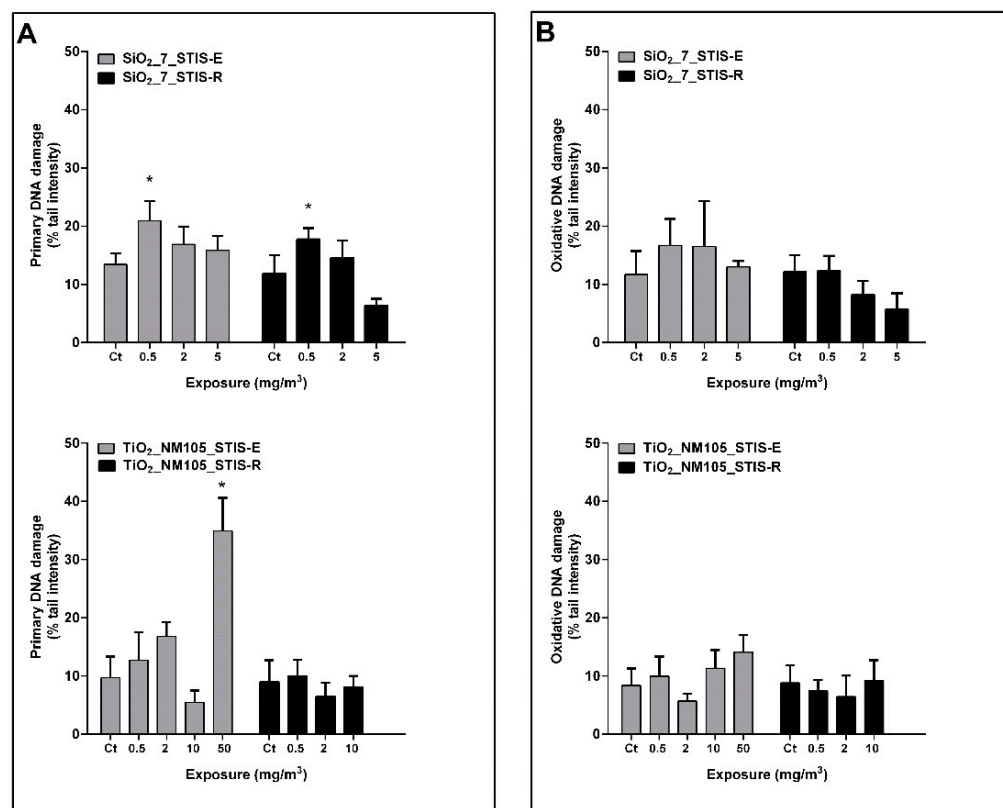 A
SiO₂_7_STIS-E
SiO₂_7_STIS-R
Primary DNA damage
(% tail intensity)
50
40
30
20
10
0
*
*
Ct 0.5 2 5 Ct 0.5 2 5
Exposure (mg/m³)
TiO₂_NM105_STIS-E
TiO₂_NM105_STIS-R
Primary DNA damage
(% tail intensity)
50
40
30
20
10
0
*
Ct 0.5 2 10 50 Ct 0.5 2 10
Exposure (mg/m³)
B
SiO₂_7_STIS-E
SiO₂_7_STIS-R
Oxidative DNA damage
(% tail intensity)
50
40
30
20
10
0
Ct 0.5 2 5 Ct 0.5 2 5
Exposure (mg/m³)
TiO₂_NM105_STIS-E
TiO₂_NM105_STIS-R
Oxidative DNA damage
(% tail intensity)
50
40
30
20
10
0
Ct 0.5 2 10 50 Ct 0.5 2 10
Exposure (mg/m³)